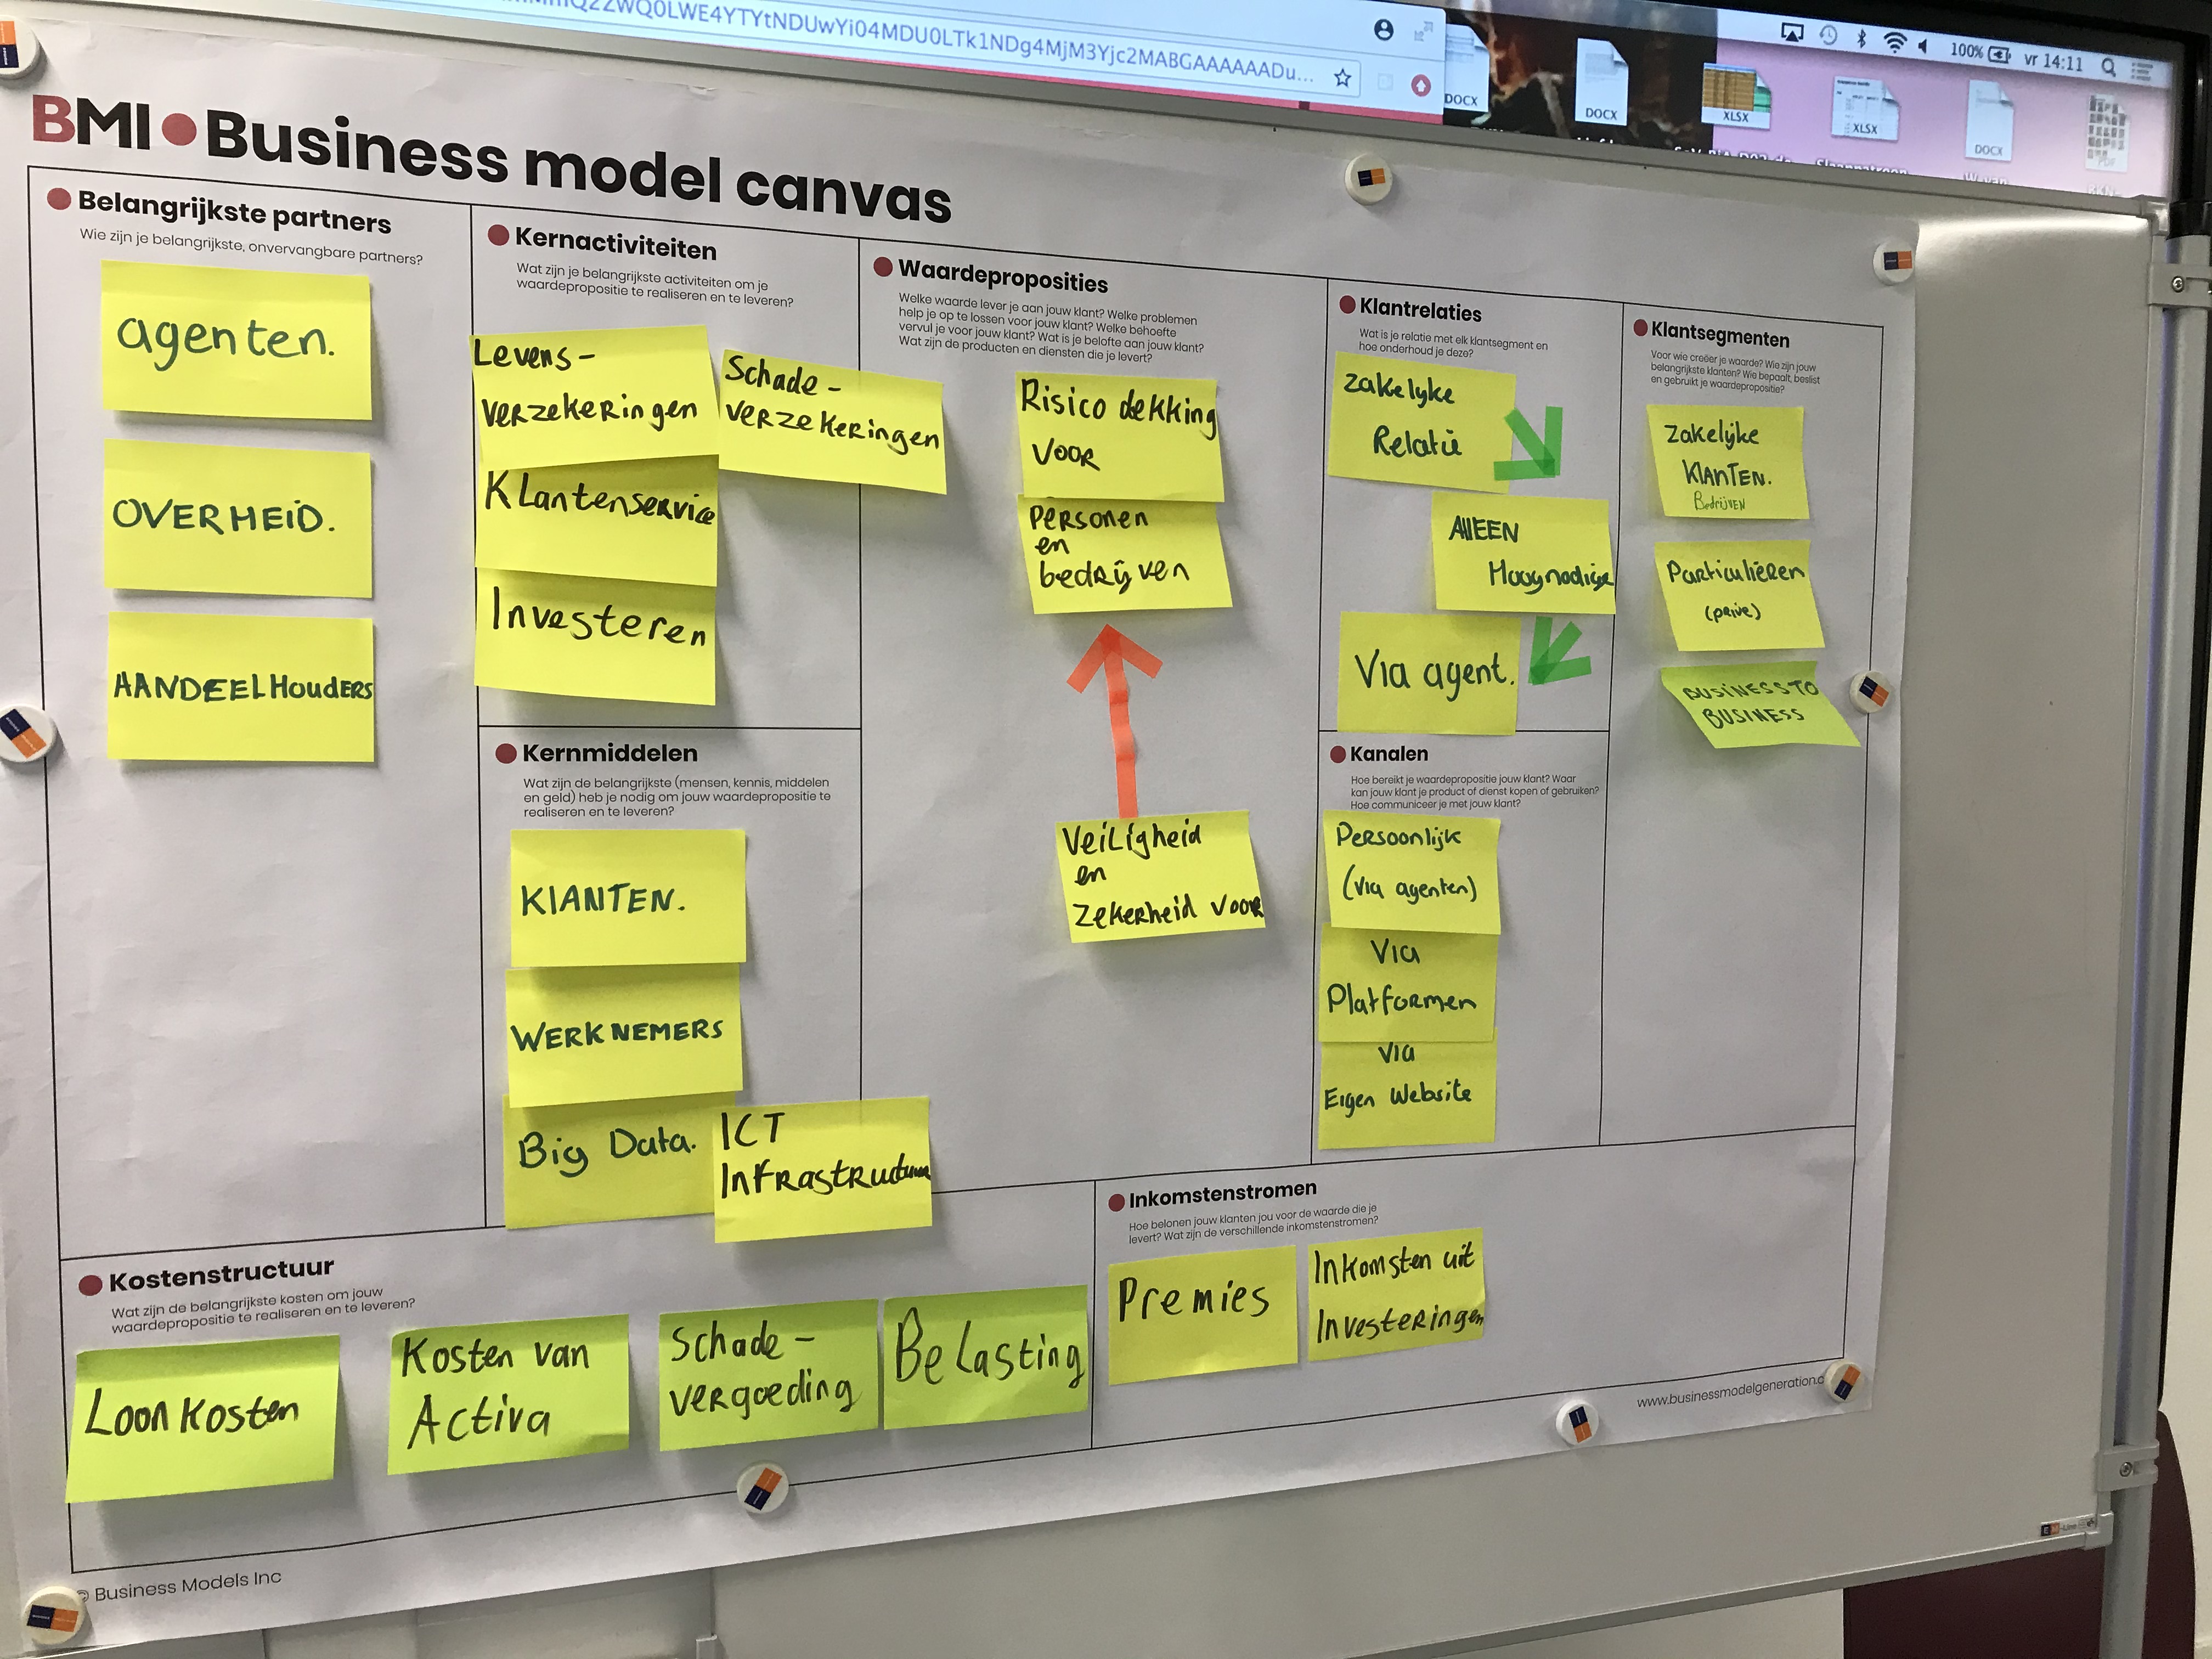 vr 14:11
100%
DOCX
DOCX
XLSX
XLSX
DOCX
BMI Business model canvas
Belangrijkste partners
Wie zijn je belangrijkste, onvervangbare partners?
agenten.
OVERHEID.
AANDEELHouDERS
Kernactiviteiten
Wat zijn je belangrijkste activiteiten om je
waardepropositie te realiseren en te leveren?
Levens-
verzekeringen
Schade-
verzekeringen
Klantenservice
Investeren
Kernmiddelen
Wat zijn de belangrijkste (mensen, kennis, middelen
en geld) heb je nodig om jouw waardepropositie te
realiseren en te leveren?
KlANTEN.
WERKNEMERS
Big Data.
ICT
Infrastructuur
Waardeproposities
Welke waarde lever je aan jouw klant? Welke problemen
help je op te lossen voor jouw klant? Welke behoefte
vervul je voor jouw klant? Wat is je belofte aan jouw klant?
Wat zijn de producten en diensten die je levert?
Risico dekking
voor
personen
en
bedrijven
Veiligheid
en
zekerheid voor
Klantrelaties
Wat is je relatie met elk klantsegment en
hoe onderhoud je deze?
zakelyke
Relatie
AllEEN
Hoognodige
Via agent.
Kanalen
Hoe bereikt je waardepropositie jouw klant? Waar
kan jouw klant je product of dienst kopen of gebruiken?
Hoe communiceer je met jouw klant?
Persoonlijk
(via agenten)
Via
Platformen
via
Eigen Website
Klantsegmenten
Voor wie creëer je waarde? Wie zijn jouw
belangrijkste klanten? Wie bepaalt, beslist
en gebruikt je waardepropositie?
Zakelijke
KlANTEN.
Bedrijven
Particulieren
(privé)
BUSINESS TO
BUSINESS
Kostenstructuur
Wat zijn de belangrijkste kosten om jouw
waardepropositie te realiseren en te leveren?
Loonkosten
Kosten van
Activa
Schade-
vergoeding
Belasting
Inkomstenstromen
Hoe belonen jouw klanten jou voor de waarde die je
levert? Wat zijn de verschillende inkomstenstromen?
Premies
Inkomsten uit
Investeringen
www.businessmodelgeneration.c
© Business Models Inc